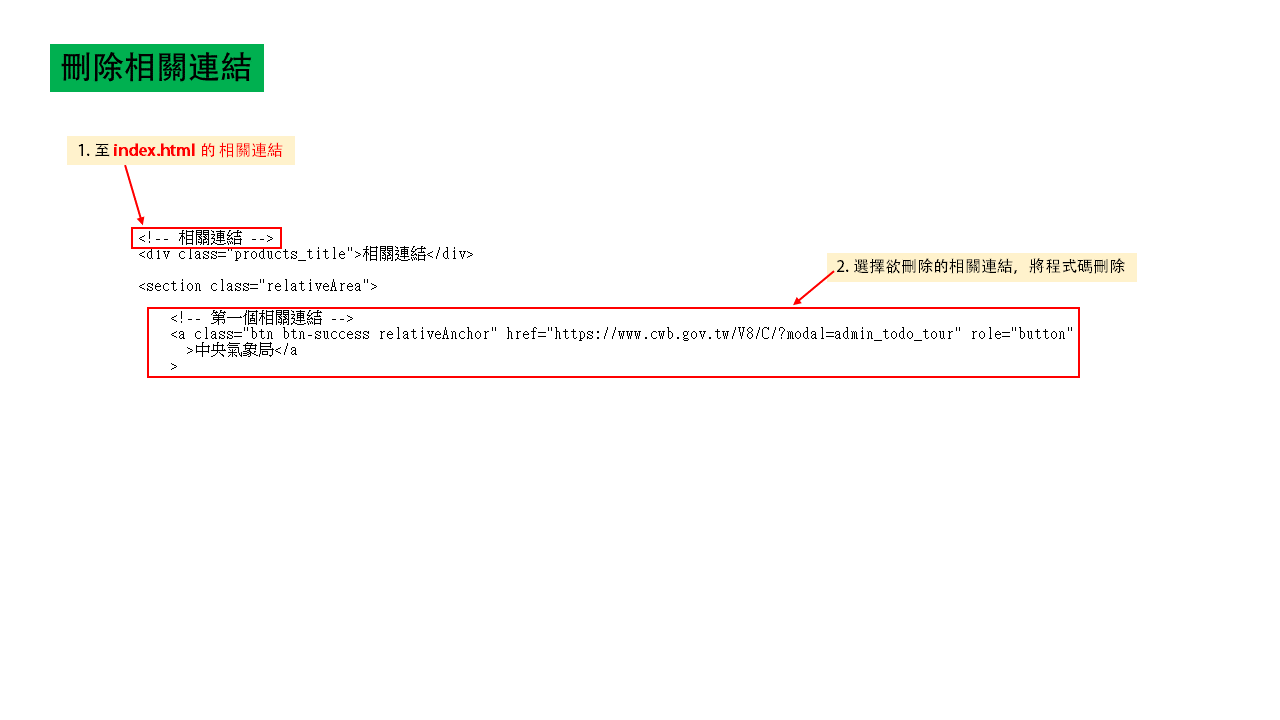 刪除相關連結
1. 至 index.html 的 相關連結
<!-- 相關連結 -->
<div class="products_title">相關連結</div>
2. 選擇欲刪除的相關連結，將程式碼刪除
<section class="relativeArea">
<!-- 第一個相關連結 -->
<a class="btn btn-success relativeAnchor" href="https://www.cwb.gov.tw/V8/C/?modal=admin_todo_tour" role="button"
>中央氣象局</a
>